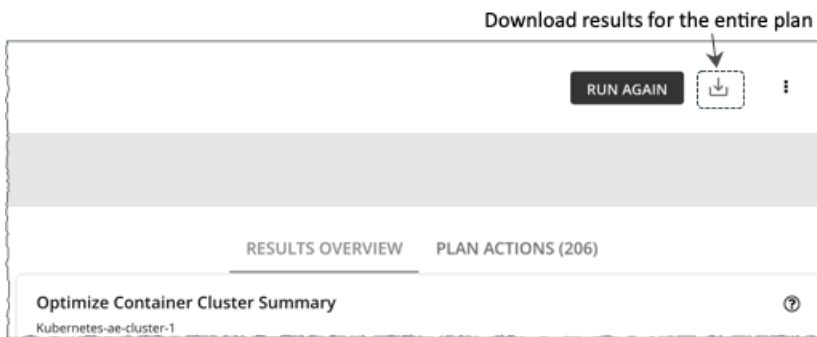 Download results for the entire plan
RUN AGAIN
RESULTS OVERVIEW PLAN ACTIONS (206)
Optimize Container Cluster Summary
Kubernetes-ae-cluster-1